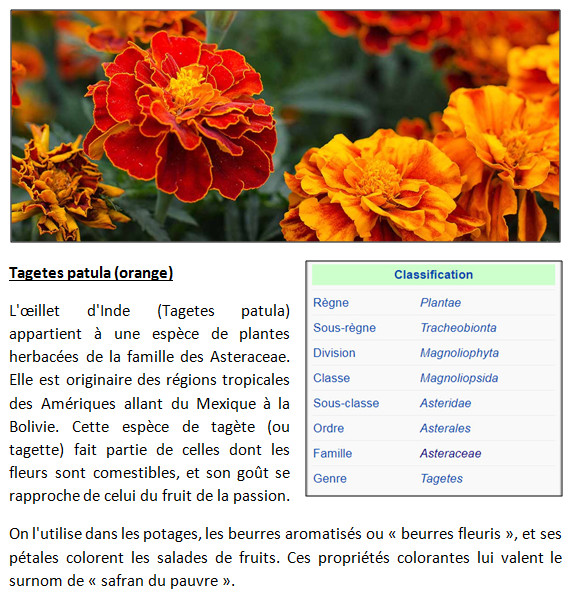 Tagetes patula (orange)
L'œillet d'Inde (Tagetes patula)
appartient à une espèce de plantes
herbacées de la famille des Asteraceae.
Elle est originaire des régions tropicales
des Amériques allant du Mexique à la
Bolivie. Cette espèce de tagète (ou
tagette) fait partie de celles dont les
fleurs sont comestibles, et son goût se
rapproche de celui du fruit de la passion.
Classification
Règne Plantae
Sous-règne Tracheobionta
Division Magnoliophyta
Classe Magnoliopsida
Sous-classe Asteridae
Ordre Asterales
Famille Asteraceae
Genre Tagetes
On l'utilise dans les potages, les beurres aromatisés ou « beurres fleuris », et ses
pétales colorent les salades de fruits. Ces propriétés colorantes lui valent le
surnom de « safran du pauvre ».